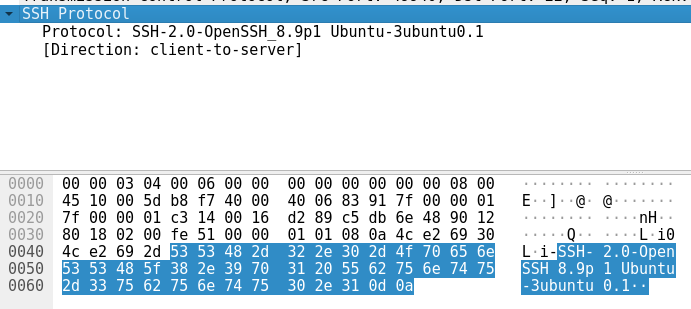 SSH Protocol
Protocol: SSH-2.0-OpenSSH_8.9p1 Ubuntu-3ubuntu0.1
[Direction: client-to-server]
0000 00 00 03 04 00 06 00 00 00 00 00 00 00 00 08 00 ········ ········
0010 45 10 00 5d b8 f7 40 00 40 06 83 91 7f 00 00 01 E··]··@· @·······
0020 7f 00 00 01 c3 14 00 16 d2 89 c5 db 6e 48 90 12 ········ ····nH··
0030 80 18 02 00 fe 51 00 00 01 01 08 0a 4c e2 69 30 ·····Q·· ····L·i0
0040 4c e2 69 2d 53 53 48 2d 32 2e 30 2d 4f 70 65 6e L·i-SSH- 2.0-Open
0050 53 53 48 5f 38 2e 39 70 31 20 55 62 75 6e 74 75 SSH_8.9p 1 Ubuntu
0060 2d 33 75 62 75 6e 74 75 30 2e 31 0d 0a -3ubuntu 0.1··